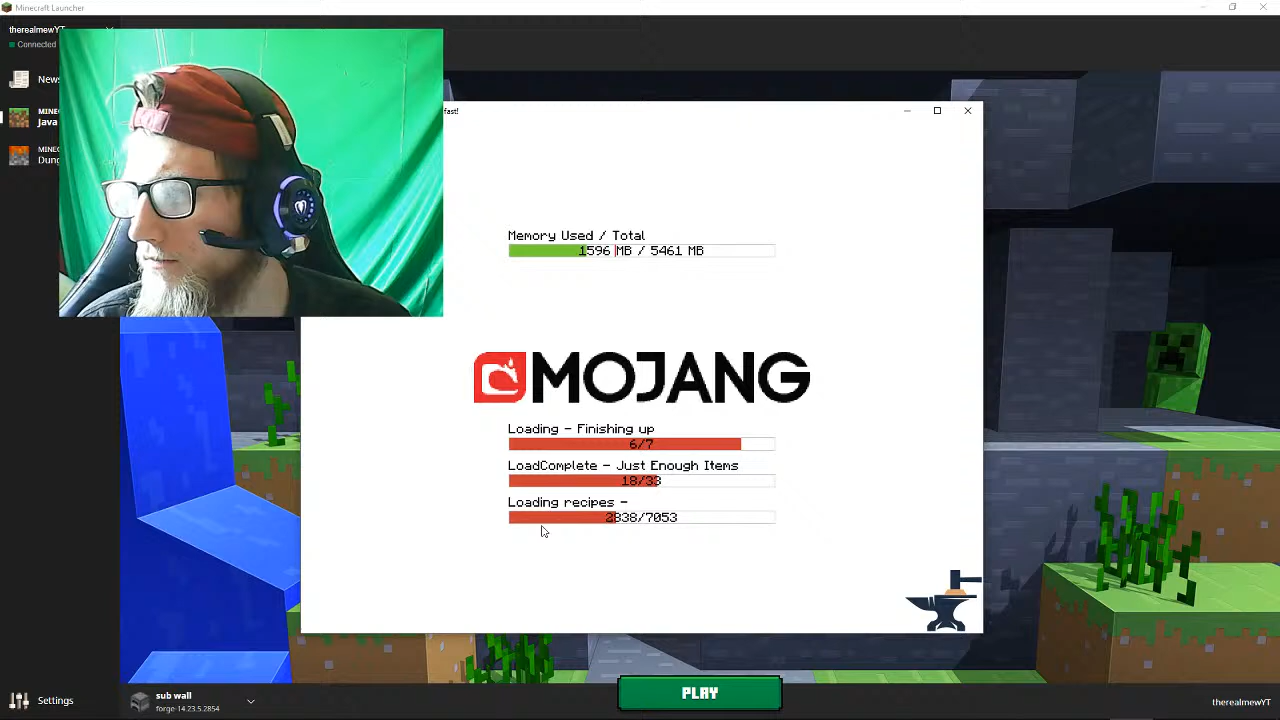 Minecraft Launcher
therealmewYT
Connected
News
Java
fast!
Memory Used / Total
1596 MB / 5461 MB
MOJANG
Loading - Finishing up
6/7
LoadComplete - Just Enough Items
18/33
Loading recipes -
2838/7053
Settings
sub wall
forge-14.23.5.2854
PLAY
therealmewYT